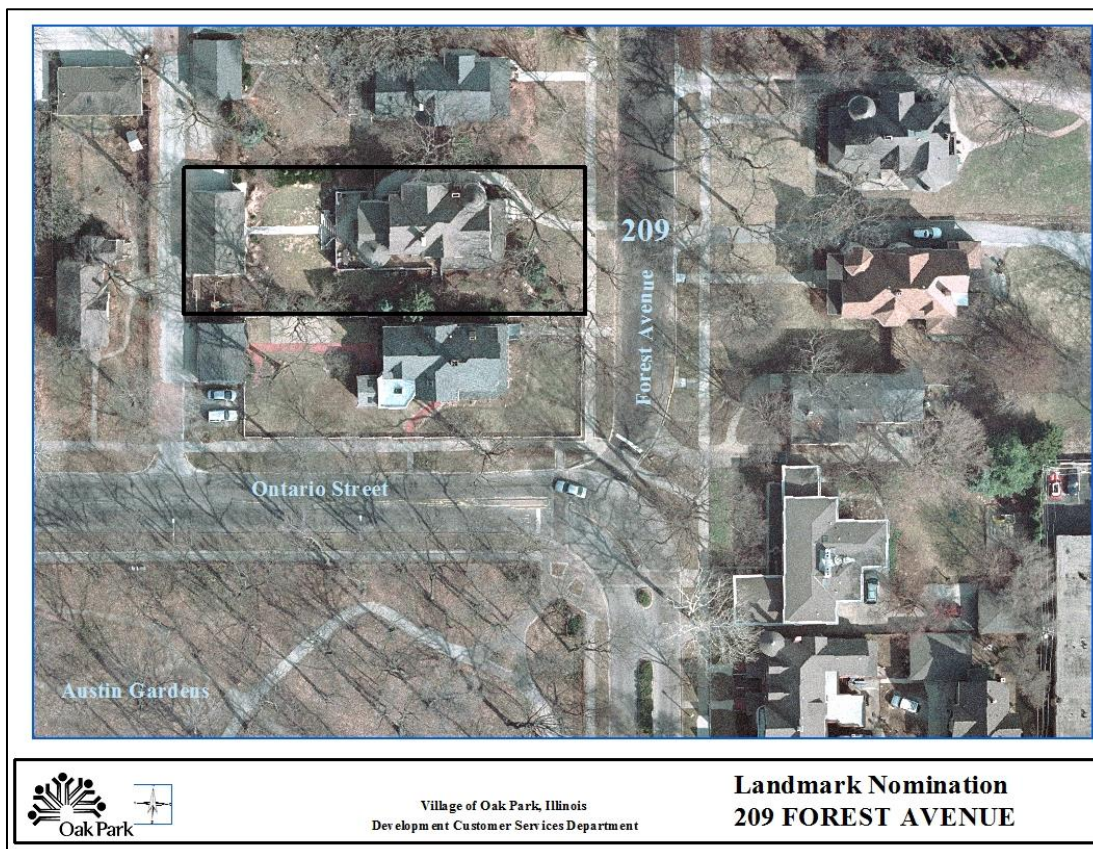 209
Forest Avenue
Ontario Street
Austin Gardens
Oak Park
Village of Oak Park, Illinois
Development Customer Services Department
Landmark Nomination
209 FOREST AVENUE